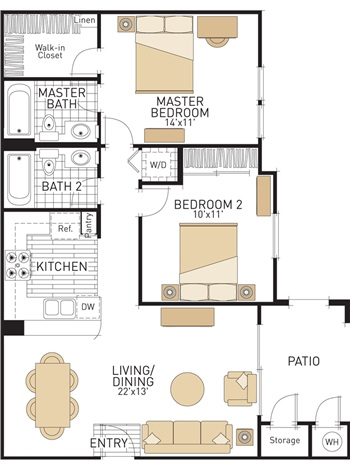 Linen
Walk-in
Closet
MASTER
BATH
MASTER
BEDROOM
14'x11'
BATH 2
W/D
BEDROOM 2
10'x11'
Ref.
Pantry
KITCHEN
DW
LIVING/
DINING
22'x13'
PATIO
ENTRY
Storage
WH